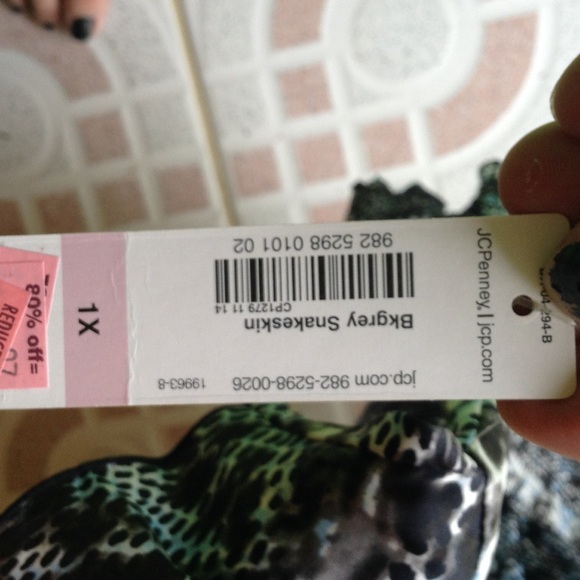 JCPenney. | jcp.com
jcp.com 982-5298-0026
19963-8
Bkgrey Snakeskin
CP1279 11 14
982 5298 0101 02
1X
80% off=